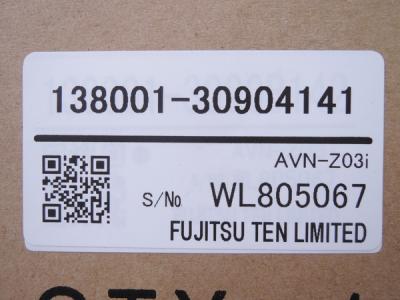 138001-30904141
AVN-Z03i
S/No WL805067
FUJITSU TEN LIMITED